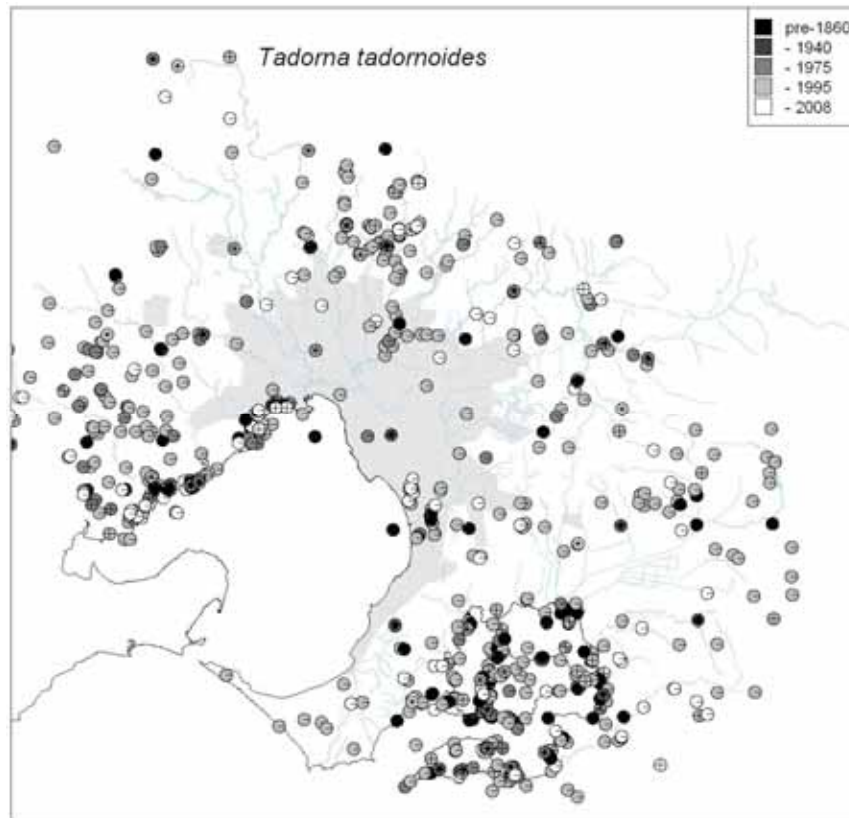 Tadorna tadornoides
pre-1860
- 1940
- 1975
- 1995
- 2008